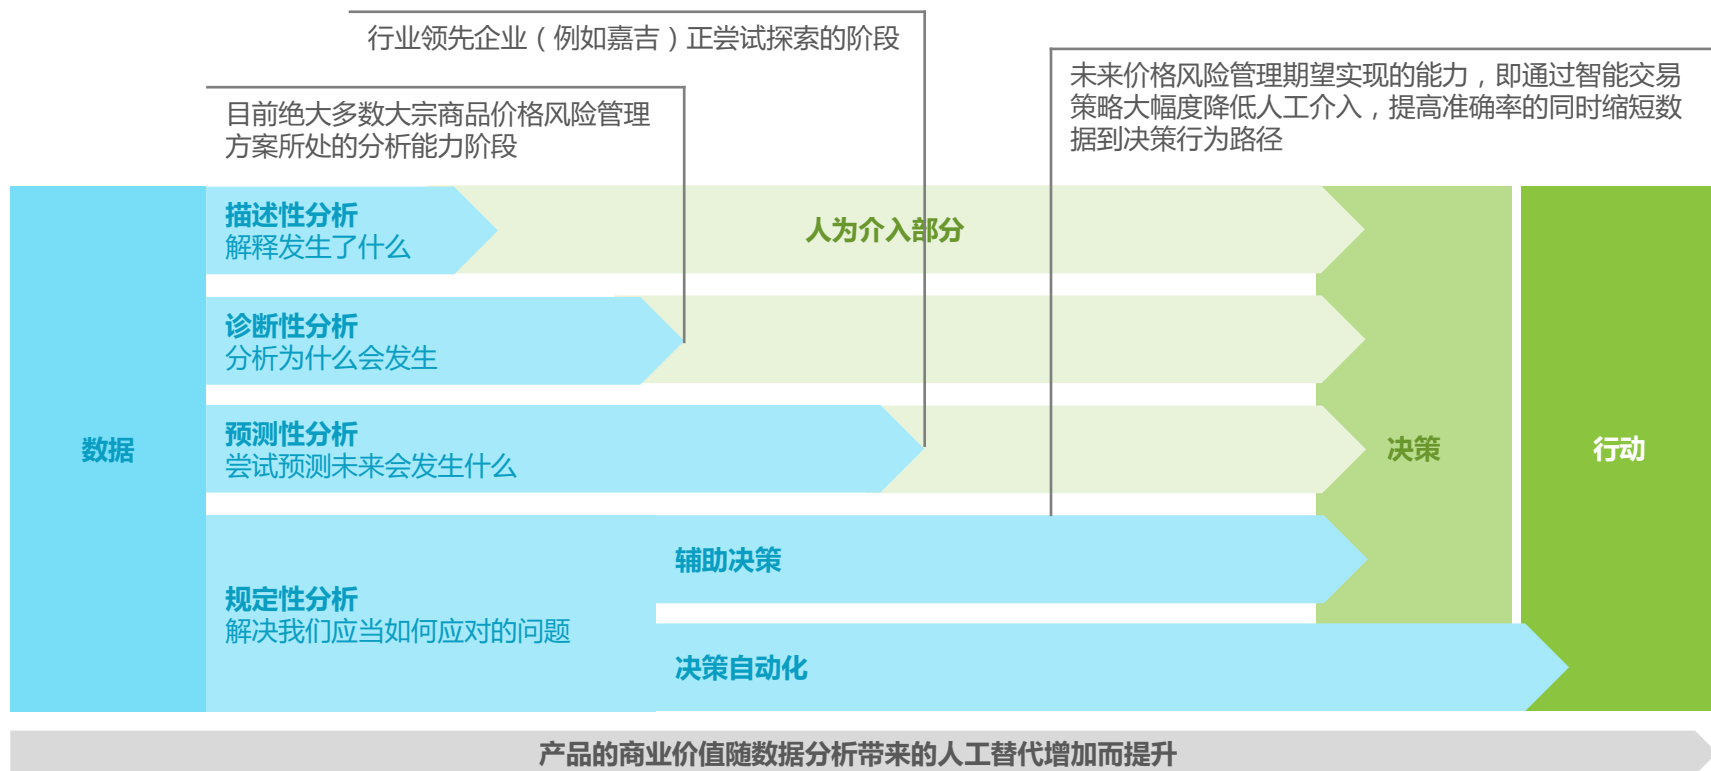 行业领先企业（例如嘉吉）正尝试探索的阶段
未来价格风险管理期望实现的能力，即通过智能交易
策略大幅度降低人工介入，提高准确率的同时缩短数
据到决策行为路径
目前绝大多数大宗商品价格风险管理
方案所处的分析能力阶段
描述性分析
解释发生了什么
人为介入部分
诊断性分析
分析为什么会发生
数据
预测性分析
尝试预测未来会发生什么
决策
行动
辅助决策
规定性分析
解决我们应当如何应对的问题
决策自动化
产品的商业价值随数据分析带来的人工替代增加而提升